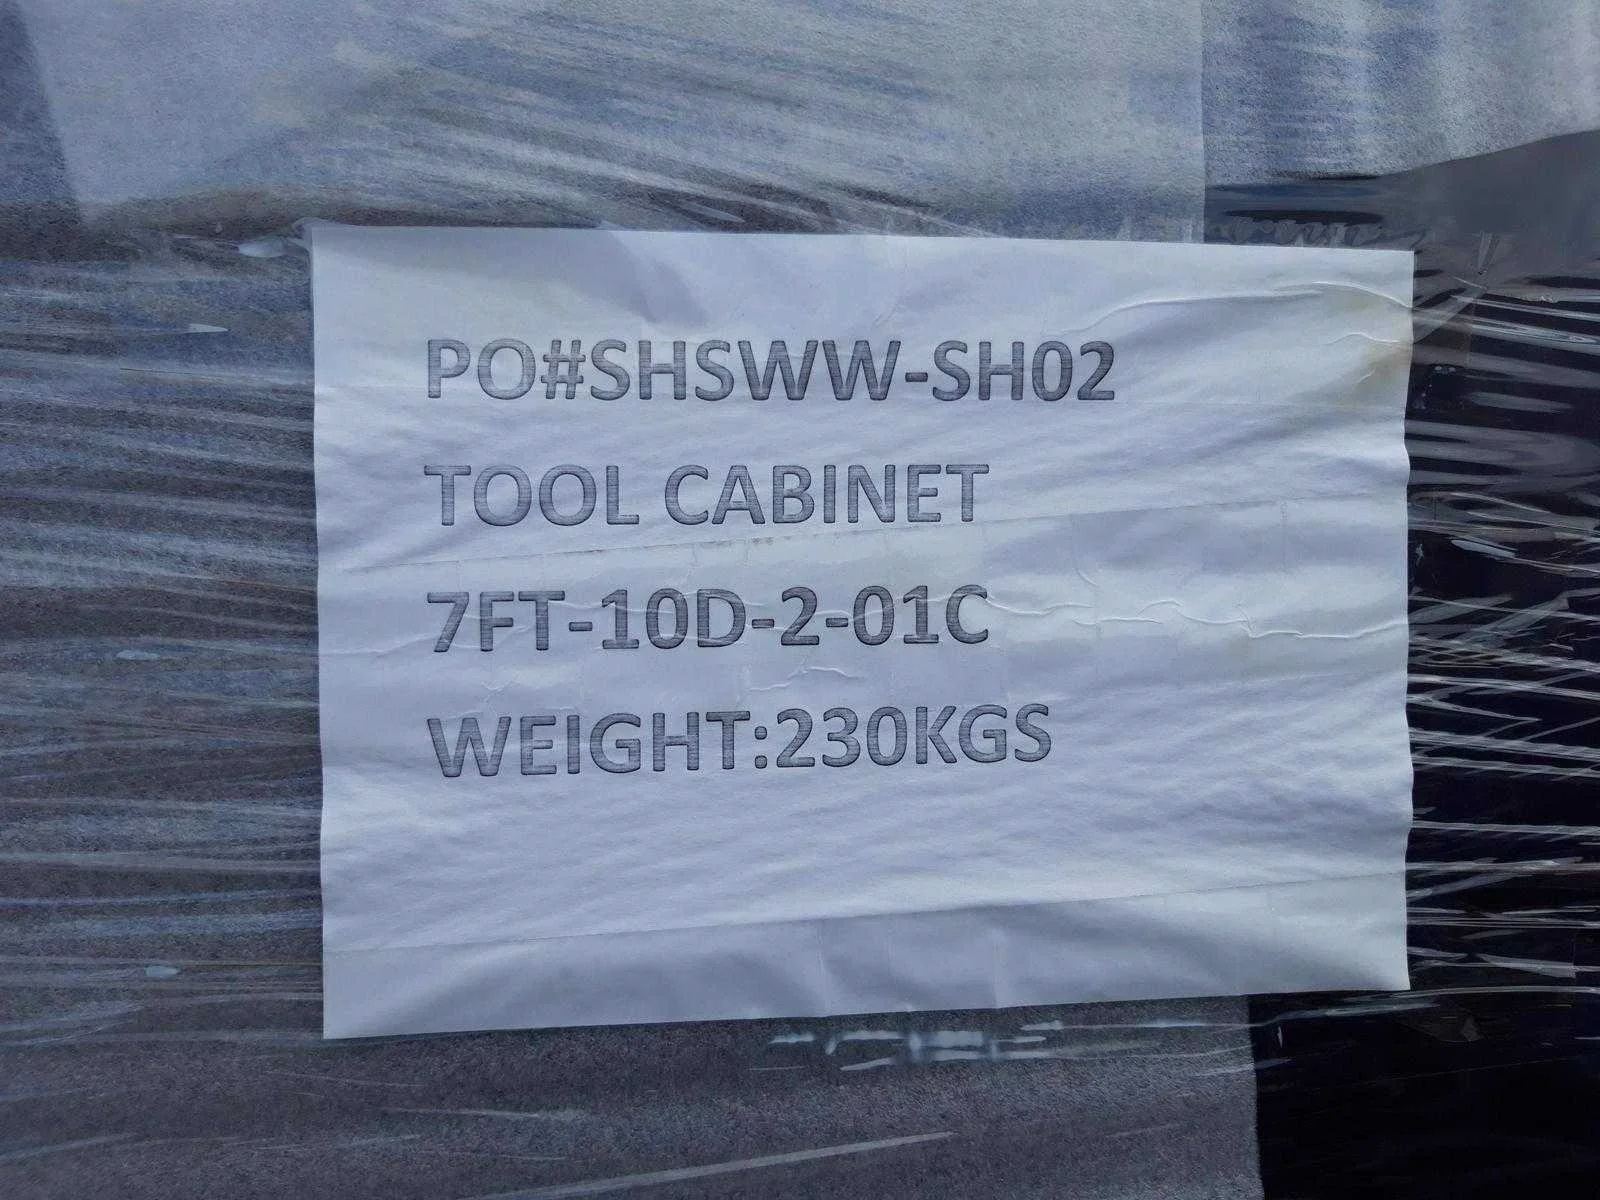 PO#SHSWW-SH02
TOOL CABINET
7FT-10D-2-01C
WEIGHT:230KGS